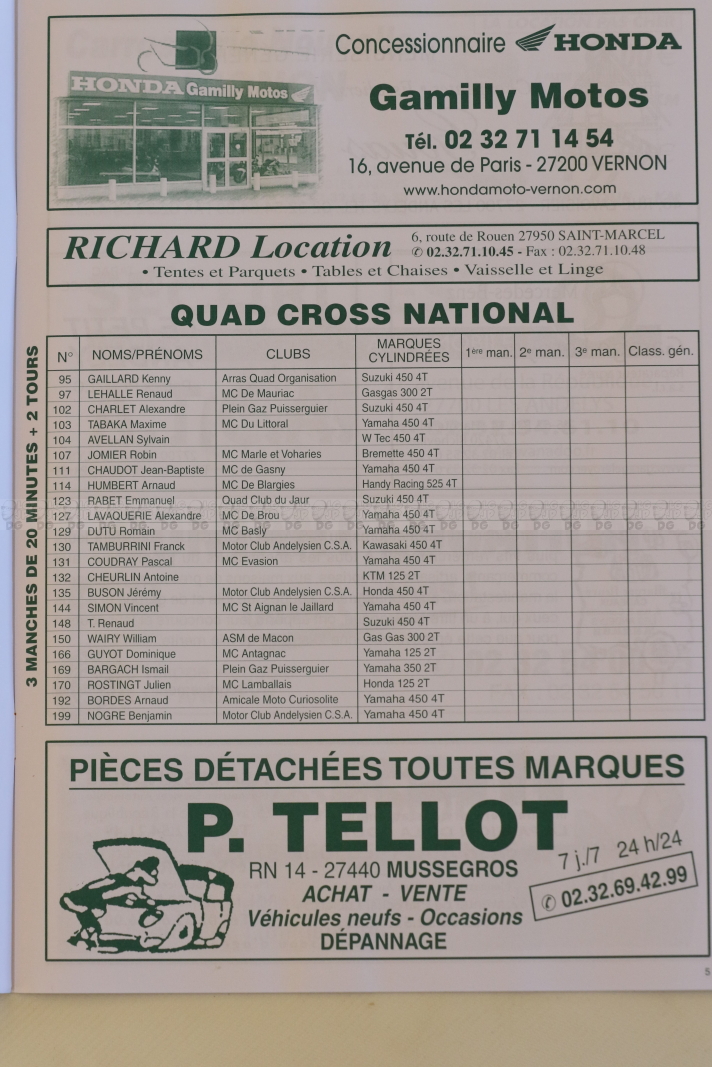 HONDA Gamilly Motos
Concessionnaire HONDA
Gamilly Motos
Tél. 02 32 71 14 54
16, avenue de Paris - 27200 VERNON
www.hondamoto-vernon.com
RICHARD Location
6, route de Rouen 27950 SAINT-MARCEL
✆ 02.32.71.10.45 - Fax : 02.32.71.10.48
• Tentes et Parquets • Tables et Chaises • Vaisselle et Linge
QUAD CROSS NATIONAL
3 MANCHES DE 20 MINUTES + 2 TOURS
N° NOMS/PRÉNOMS CLUBS MARQUES CYLINDRÉES 1ère man. 2e man. 3e man. Class. gén.
95 GAILLARD Kenny Arras Quad Organisation Suzuki 450 4T
97 LEHALLE Renaud MC De Mauriac Gasgas 300 2T
102 CHARLET Alexandre Plein Gaz Puisserguier Suzuki 450 4T
103 TABAKA Maxime MC Du Littoral Yamaha 450 4T
104 AVELLAN Sylvain W Tec 450 4T
107 JOMIER Robin MC Marle et Voharies Bremette 450 4T
111 CHAUDOT Jean-Baptiste MC de Gasny Yamaha 450 4T
114 HUMBERT Arnaud MC De Blargies Handy Racing 525 4T
123 RABET Emmanuel Quad Club du Jaur Suzuki 450 4T
127 LAVAQUERIE Alexandre MC De Brou Yamaha 450 4T
129 DUTU Romain MC Basly Yamaha 450 4T
130 TAMBURRINI Franck Motor Club Andelysien C.S.A. Kawasaki 450 4T
131 COUDRAY Pascal MC Evasion Yamaha 450 4T
132 CHEURLIN Antoine KTM 125 2T
135 BUSON Jérémy Motor Club Andelysien C.S.A. Honda 450 4T
144 SIMON Vincent MC St Aignan le Jaillard Yamaha 450 4T
148 T. Renaud Suzuki 450 4T
150 WAIRY William ASM de Macon Gas Gas 300 2T
166 GUYOT Dominique MC Antagnac Yamaha 125 2T
169 BARGACH Ismail Plein Gaz Puisserguier Yamaha 350 2T
170 ROSTINGT Julien MC Lamballais Honda 125 2T
192 BORDES Arnaud Amicale Moto Curiosolite Yamaha 450 4T
199 NOGRE Benjamin Motor Club Andelysien C.S.A. Yamaha 450 4T
PIÈCES DÉTACHÉES TOUTES MARQUES
P. TELLOT
RN 14 - 27440 MUSSEGROS
ACHAT - VENTE
Véhicules neufs - Occasions
DÉPANNAGE
7 j./7 24 h/24
✆ 02.32.69.42.99
5